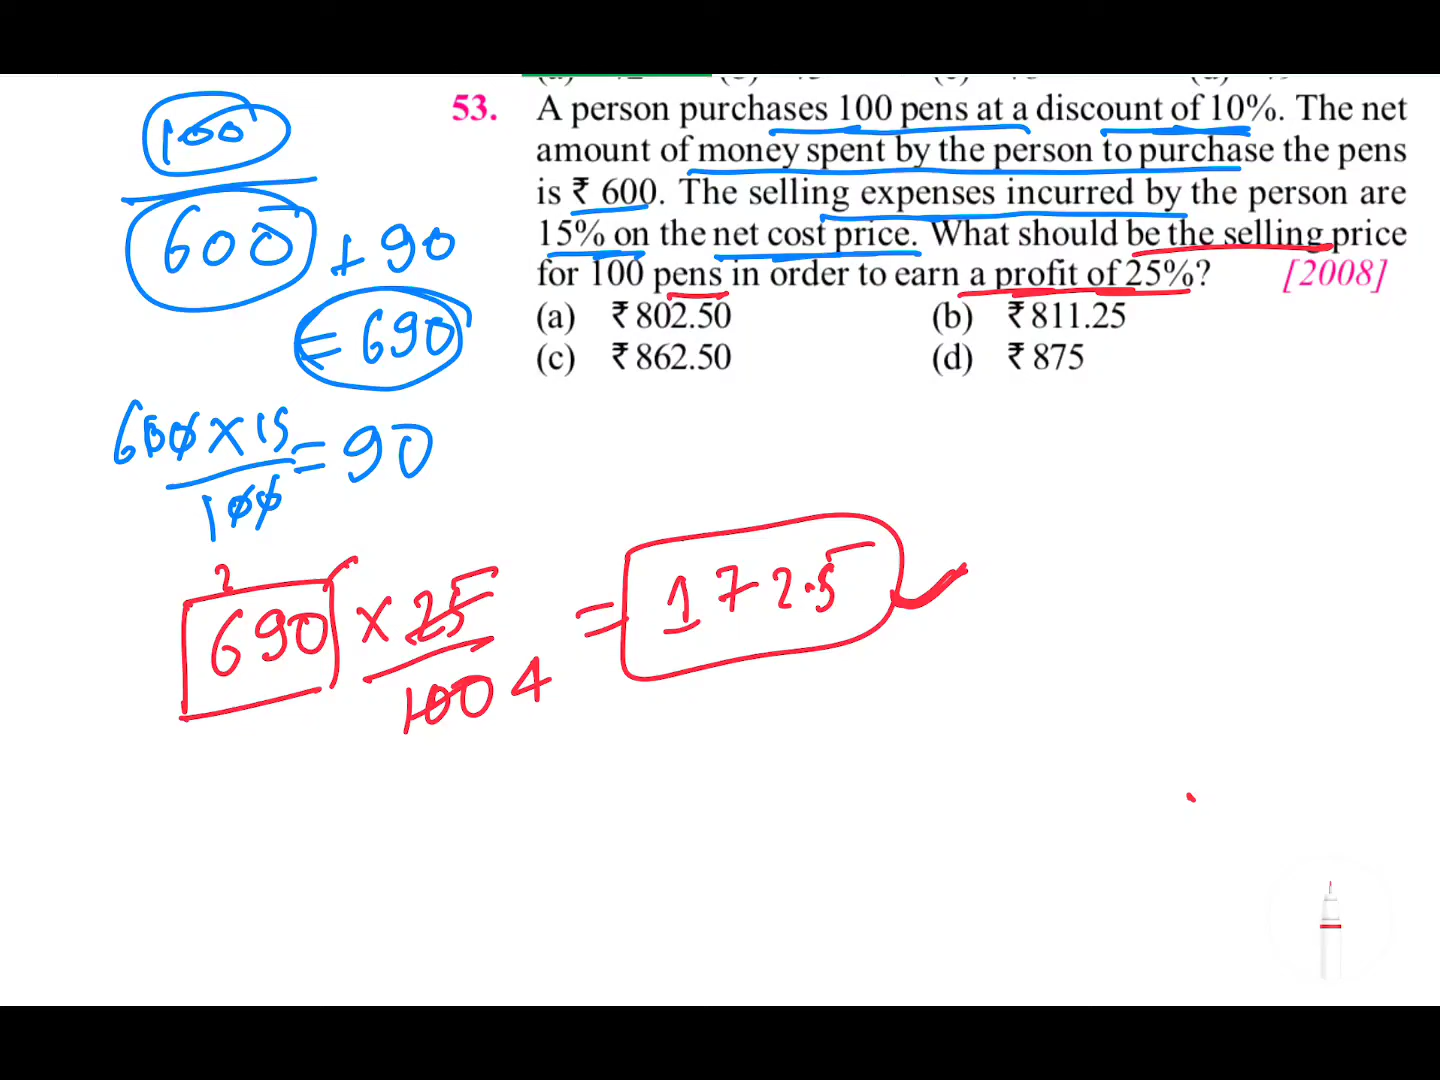 53. A person purchases 100 pens at a discount of 10%. The net
amount of money spent by the person to purchase the pens
is ₹ 600. The selling expenses incurred by the person are
15% on the net cost price. What should be the selling price
for 100 pens in order to earn a profit of 25%? [2008]
(a) ₹ 802.50 (b) ₹ 811.25
(c) ₹ 862.50 (d) ₹ 875
100
600 + 90
= 690
600 × 15 = 90
100
2
690 × 25 = 172.5
100 4